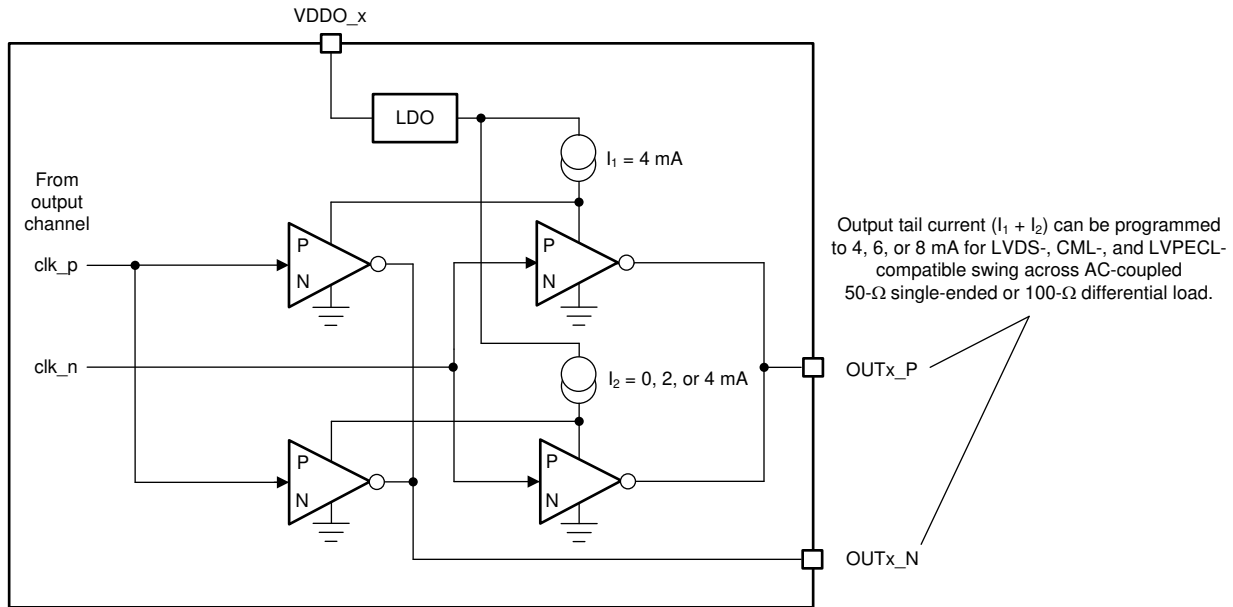 VDDO_x
LDO
I₁ = 4 mA
From
output
channel
P
N
P
N
clk_p
Output tail current (I₁ + I₂) can be programmed
to 4, 6, or 8 mA for LVDS-, CML-, and LVPECL-
compatible swing across AC-coupled
50-Ω single-ended or 100-Ω differential load.
clk_n
I₂ = 0, 2, or 4 mA
OUTx_P
P
N
P
N
OUTx_N